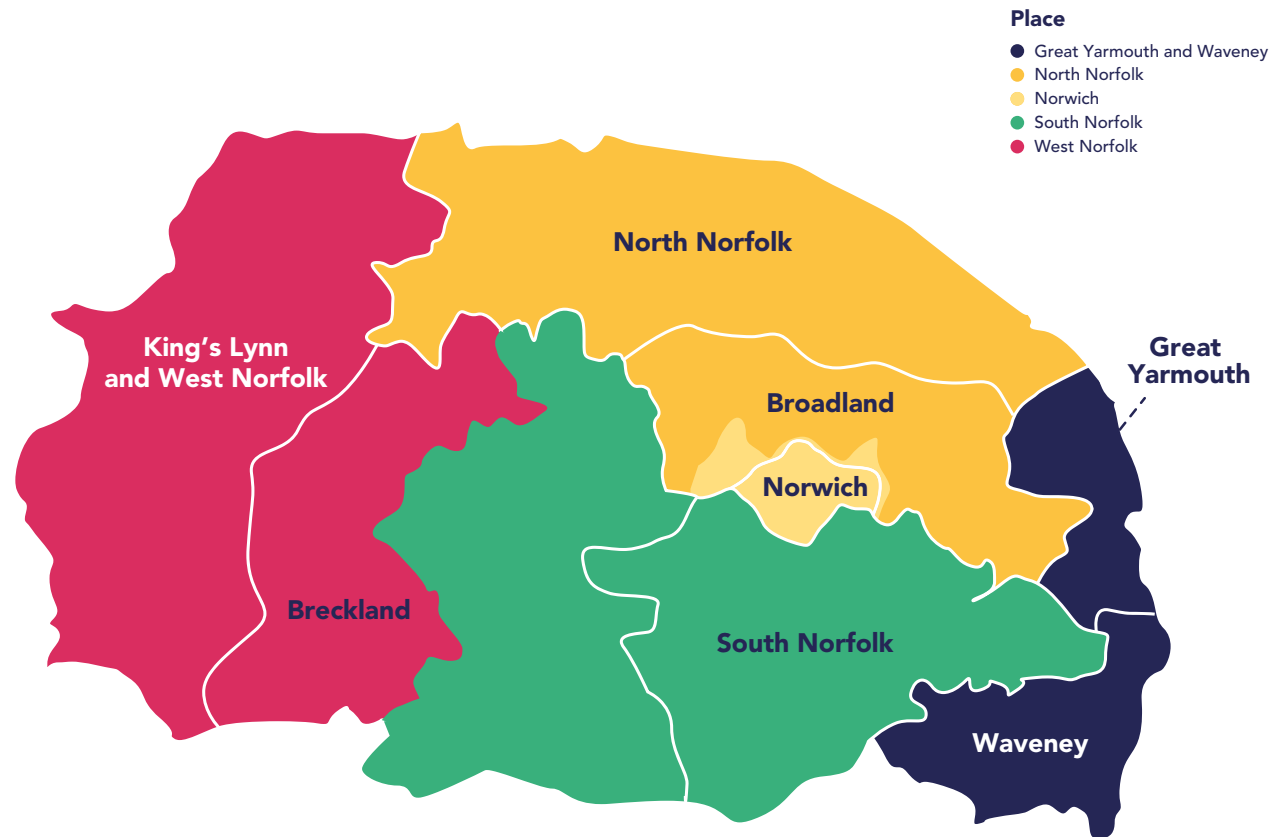 Place
Great Yarmouth and Waveney
North Norfolk
Norwich
South Norfolk
West Norfolk
North Norfolk
King’s Lynn
and West Norfolk
Great
Yarmouth
Broadland
Norwich
Breckland
South Norfolk
Waveney